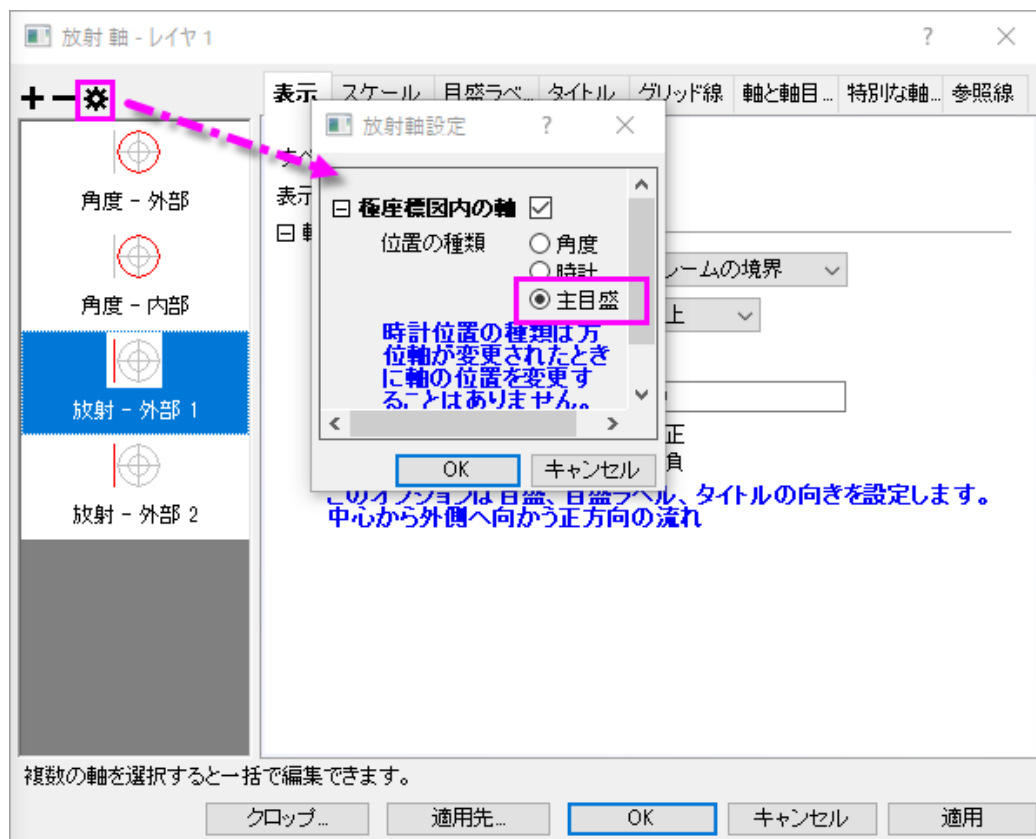 放射 軸 - レイヤ 1
? ×
表示 スケール 目盛ラベ... タイトル グリッド線 軸と軸目 ... 特別な軸... 参照線
放射軸設定 ? ×
角度 - 外部
角度 - 内部
放射 - 外部 1
放射 - 外部 2
表示
極座標図内の軸
位置の種類
角度
時計
主目盛
時計位置の種類は方
位軸が変更されたとき
に軸の位置を変更す
ることはありません。
OK キャンセル
レームの境界
上
正
負
このオプションは目盛、目盛ラベル、タイトルの向きを設定します。
中心から外側へ向かう正方向の流れ
複数の軸を選択すると一括で編集できます。
クロップ... 適用先... OK キャンセル 適用